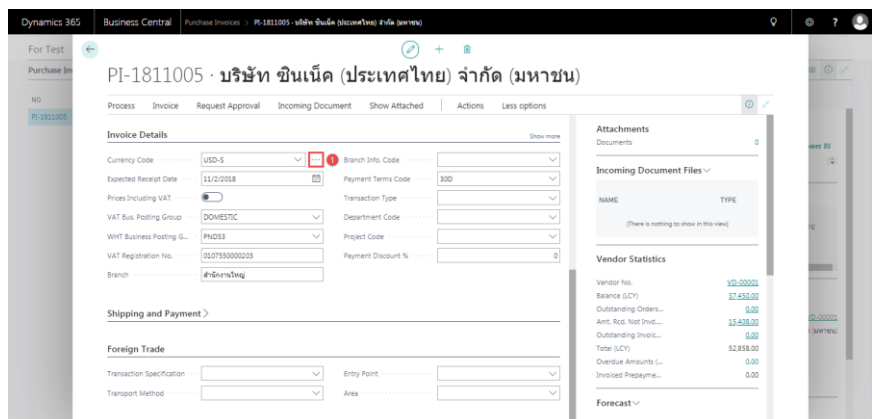 Dynamics 365 Business Central Purchase Invoices > PI-1811005 · บริษัท ซินเน็ค (ประเทศไทย) จำกัด (มหาชน) ?
For Test
Purchase In
NO.
PI-1811005
PI-1811005 · บริษัท ซินเน็ค (ประเทศไทย) จำกัด (มหาชน)
Process Invoice Request Approval Incoming Document Show Attached Actions Less options
Invoice Details Show more
Currency Code USD-S ... 1 Branch Info. Code
Expected Receipt Date 11/2/2018 Payment Terms Code 30D
Prices Including VAT Transaction Type
VAT Bus. Posting Group DOMESTIC Department Code
WHT Business Posting G... PND53 Project Code
VAT Registration No. 0107550000203 Payment Discount % 0
Branch สำนักงานใหญ่
Shipping and Payment >
Foreign Trade
Transaction Specification Entry Point
Transport Method Area
Attachments
Documents 0
Incoming Document Files
NAME TYPE
(There is nothing to show in this view)
Vendor Statistics
Vendor No. VD-00001
Balance (LCY) 37,450.00
Outstanding Orders... 0.00
Amt. Rcd. Not Invd.... 15,408.00
Outstanding Invoic... 0.00
Total (LCY) 52,858.00
Overdue Amounts (... 0.00
Invoiced Prepayme... 0.00
Forecast
wer BI
VD-00001
(มหาชน)